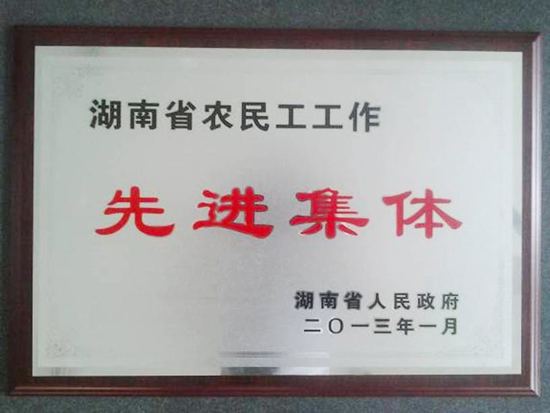 湖南省农民工工作
先进集体
湖南省人民政府
二〇一三年一月